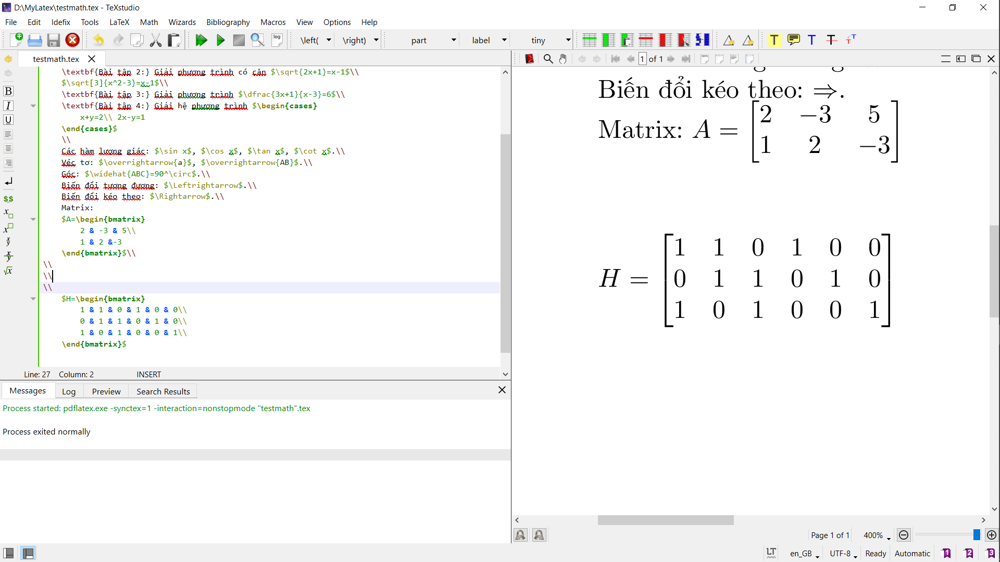 D:\MyLatex\testmath.tex - TeXstudio
File Edit Idefix Tools LaTeX Math Wizards Bibliography Macros View Options Help
log \left( \right) part label tiny
testmath.tex
1 of 1
\textbf{Bài tập 2:} Giải phương trình có căn $\sqrt{2x+1}=x-1$\\
$\sqrt[3]{x^2-3}=x-1$\\
\textbf{Bài tập 3:} Giải phương trình $\dfrac{3x+1}{x-3}=6$\\
\textbf{Bài tập 4:} Giải hệ phương trình $\begin{cases}
x+y=2\\ 2x-y=1
\end{cases}$
\\
Các hàm lượng giác: $\sin x$, $\cos x$, $\tan x$, $\cot x$.\\
Véc tơ: $\overrightarrow{a}$, $\overrightarrow{AB}$.\\
Góc: $\widehat{ABC}=90^\circ$.\\
Biến đổi tương đương: $\Leftrightarrow$.\\
Biến đổi kéo theo: $\Rightarrow$.\\
Matrix:
$A=\begin{bmatrix}
2 & -3 & 5\\
1 & 2 &-3
\end{bmatrix}$\\
\\
\\
\\
$H=\begin{bmatrix}
1 & 1 & 0 & 1 & 0 & 0\\
0 & 1 & 1 & 0 & 1 & 0\\
1 & 0 & 1 & 0 & 0 & 1\\
\end{bmatrix}$
Line: 27 Column: 2 INSERT
Messages Log Preview Search Results
Process started: pdflatex.exe -synctex=1 -interaction=nonstopmode "testmath".tex
Process exited normally
Biến đổi kéo theo: ⇒.
Matrix: A = [2 −3 5
1 2 −3]
H = [1 1 0 1 0 0
0 1 1 0 1 0
1 0 1 0 0 1]
Page 1 of 1 400%
LT en_GB UTF-8 Ready Automatic 1 2 3